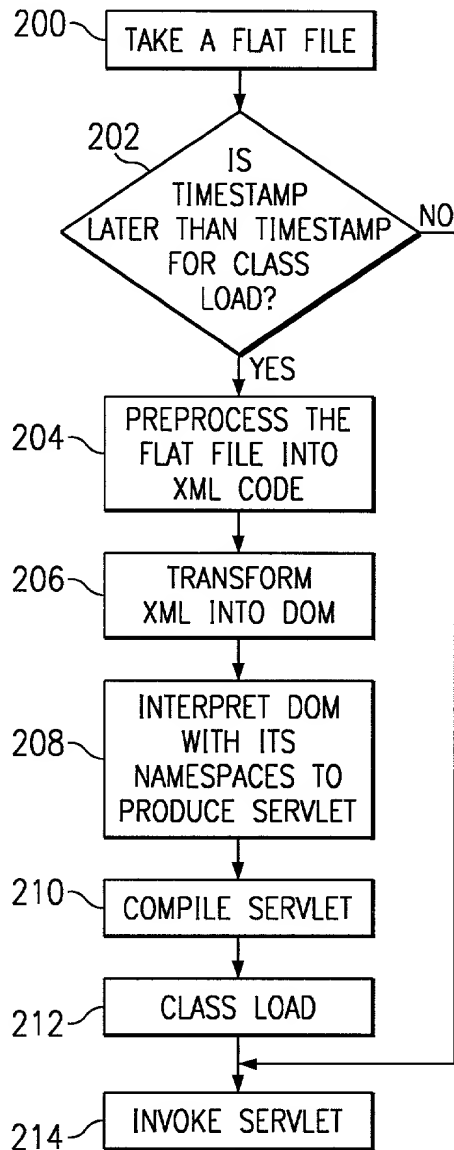 200
TAKE A FLAT FILE
202
IS
TIMESTAMP
LATER THAN TIMESTAMP
FOR CLASS
LOAD?
NO
YES
204
PREPROCESS THE
FLAT FILE INTO
XML CODE
206
TRANSFORM
XML INTO DOM
208
INTERPRET DOM
WITH ITS
NAMESPACES TO
PRODUCE SERVLET
210
COMPILE SERVLET
212
CLASS LOAD
214
INVOKE SERVLET